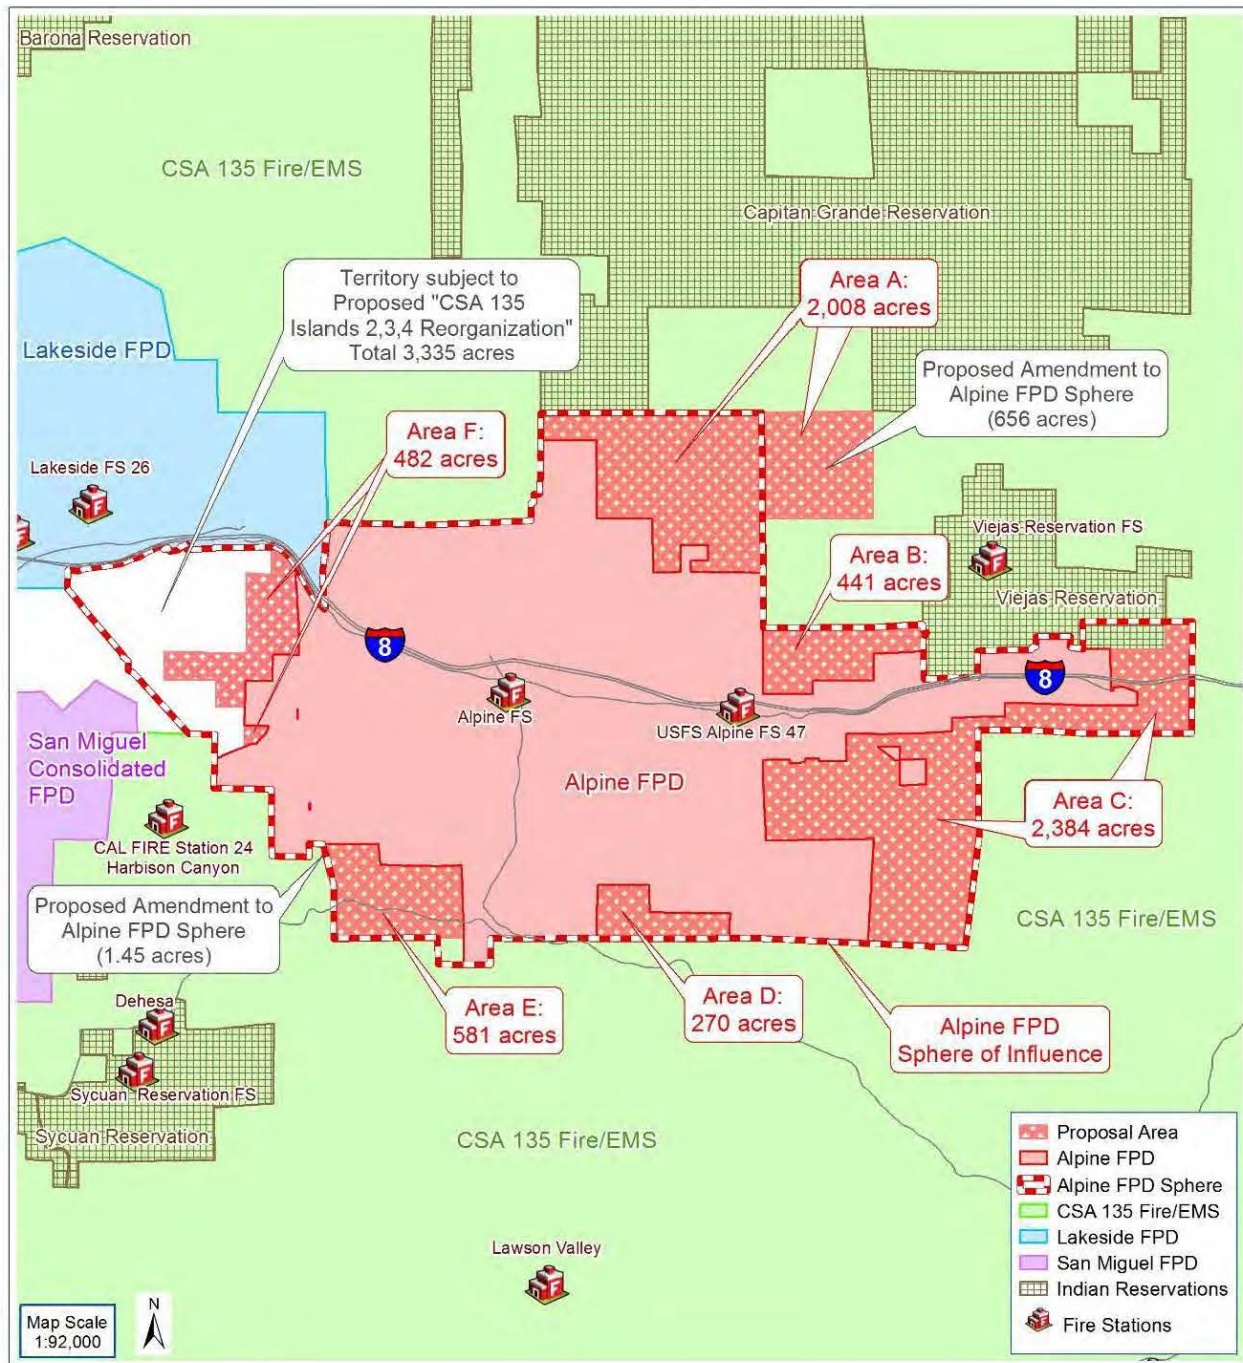 Barona Reservation
CSA 135 Fire/EMS
Capitan Grande Reservation
Territory subject to
Proposed "CSA 135
Islands 2,3,4 Reorganization"
Total 3,335 acres
Area A:
2,008 acres
Lakeside FPD
Proposed Amendment to
Alpine FPD Sphere
(656 acres)
Area F:
482 acres
Lakeside FS 26
Viejas Reservation FS
Area B:
441 acres
Viejas Reservation
8
8
Alpine FS
USFS Alpine FS 47
San Miguel
Consolidated
FPD
Alpine FPD
Area C:
2,384 acres
CAL FIRE Station 24
Harbison Canyon
Proposed Amendment to
Alpine FPD Sphere
(1.45 acres)
CSA 135 Fire/EMS
Area E:
581 acres
Area D:
270 acres
Alpine FPD
Sphere of Influence
Dehesa
Sycuan Reservation FS
Sycuan Reservation
CSA 135 Fire/EMS
Lawson Valley
Proposal Area
Alpine FPD
Alpine FPD Sphere
CSA 135 Fire/EMS
Lakeside FPD
San Miguel FPD
Indian Reservations
Fire Stations
Map Scale
1:92,000
N